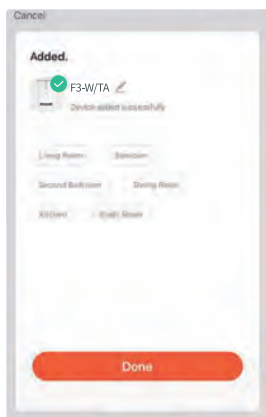 Cancel
Added.
F3-W/TA
Device added successfully
Living Room Bedroom
Second Bedroom Dining Room
Kitchen Study Room
Done